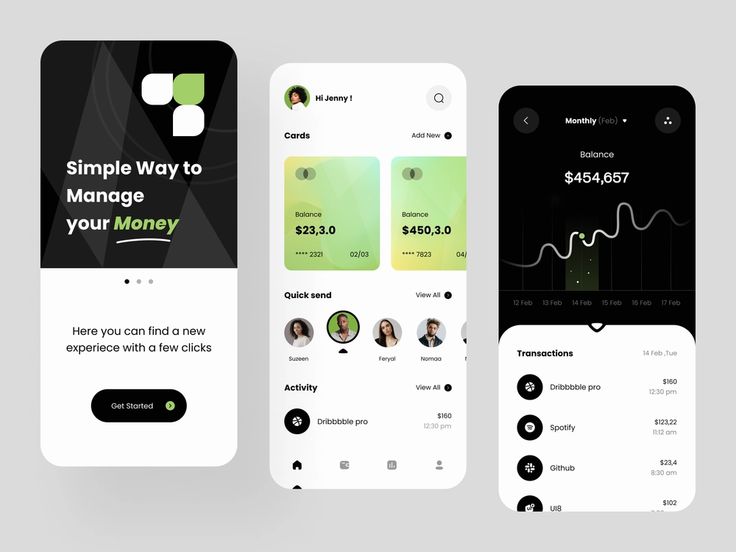 Simple Way to
Manage
your Money
Here you can find a new
experiece with a few clicks
Get Started
Hi Jenny !
Cards
Add New
Balance
$23,3.0
**** 2321 02/03
Balance
$450,3.0
**** 7823 04/
Quick send
View All
Suzeen
Feryal
Nomaa
Activity
View All
Dribbbble pro
$160
12:30 pm
Monthly (Feb)
Balance
$454,657
12 Feb 13 Feb 14 Feb 15 Feb 16 Feb 17 Feb
Transactions 14 Feb ,Tue
Dribbbble pro
$160
12:30 pm
Spotify
$123,22
11:12 am
Github
$23,4
8:30 am
UI8
$102